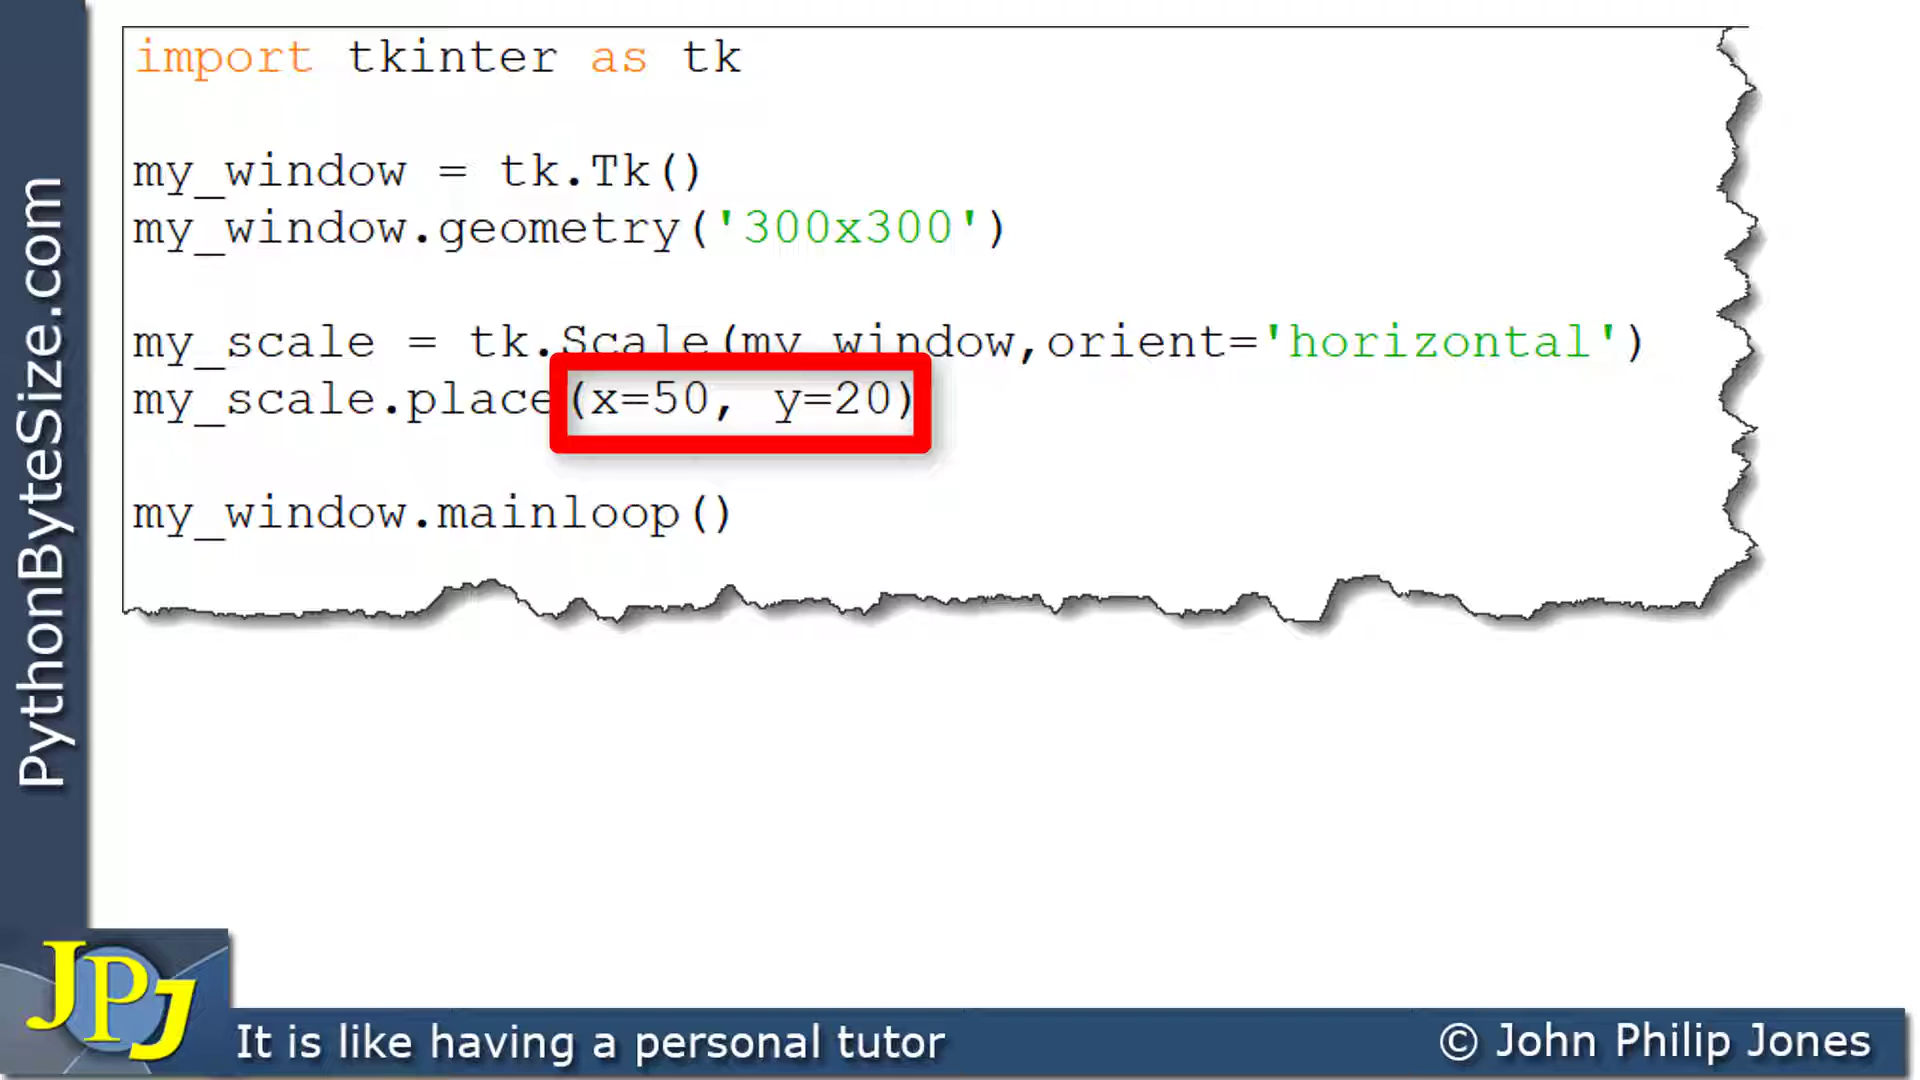 PythonByteSize.com
import tkinter as tk
my_window = tk.Tk()
my_window.geometry('300x300')
my_scale = tk.Scale(my_window,orient='horizontal')
my_scale.place(x=50, y=20)
my_window.mainloop()
JPJ
It is like having a personal tutor
© John Philip Jones